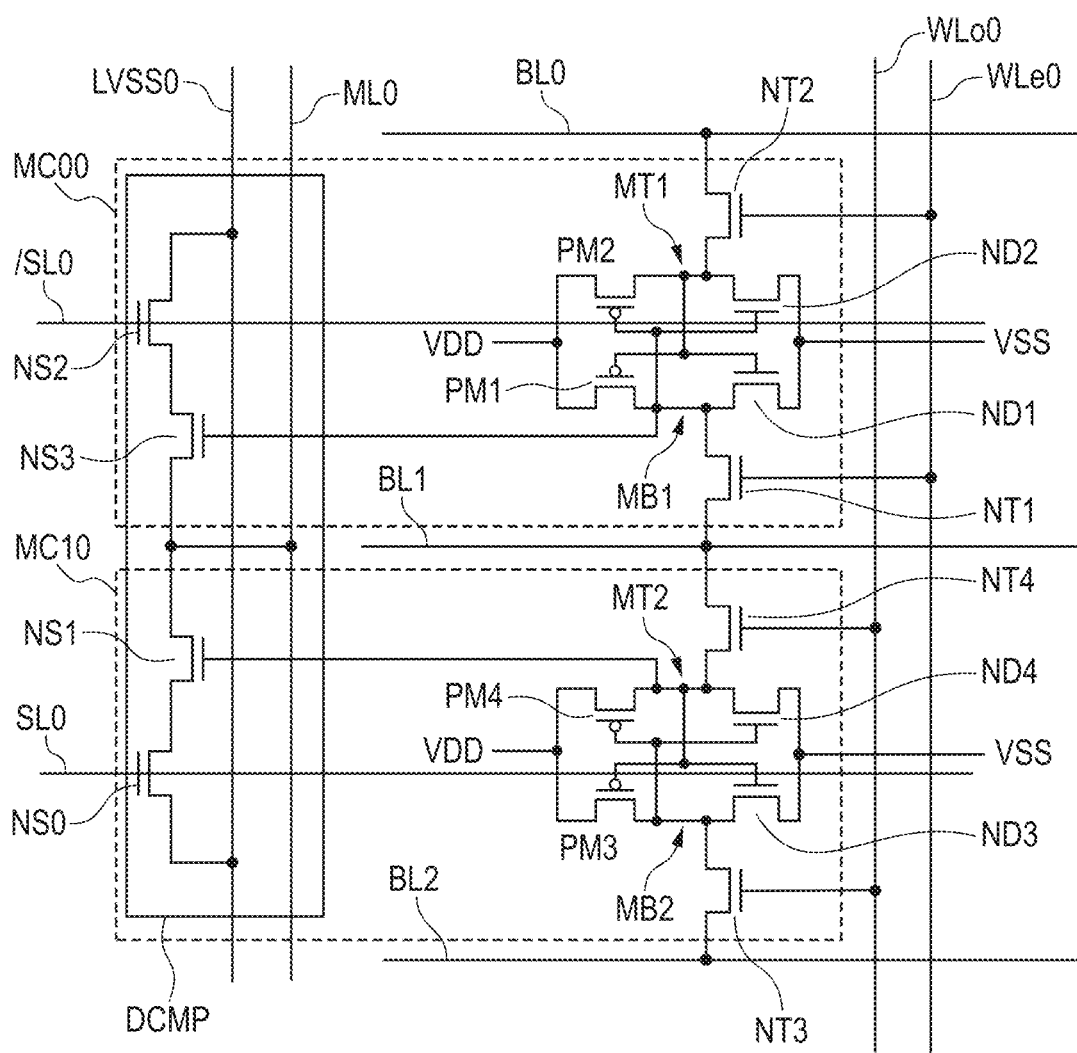 WLo0
BL0
NT2
WLe0
LVSS0
ML0
MC00
MT1
/SL0
PM2
ND2
VDD
VSS
NS2
PM1
ND1
NS3
BL1
MB1
NT1
MC10
NT4
NS1
MT2
ND4
PM4
SL0
VDD
VSS
NS0
PM3
ND3
BL2
MB2
DCMP
NT3